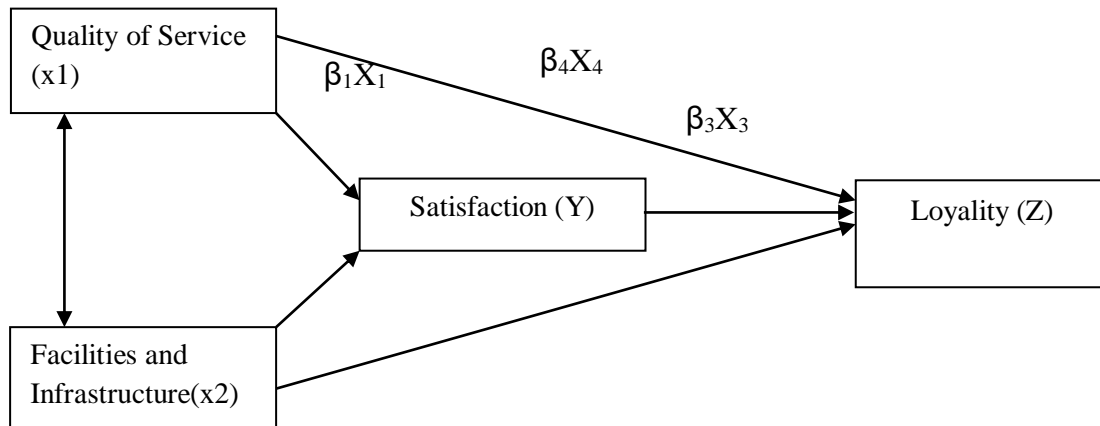 Quality of Service
(x1)
β₁X₁
β₄X₄
β₃X₃
Satisfaction (Y)
Loyality (Z)
Facilities and
Infrastructure(x2)